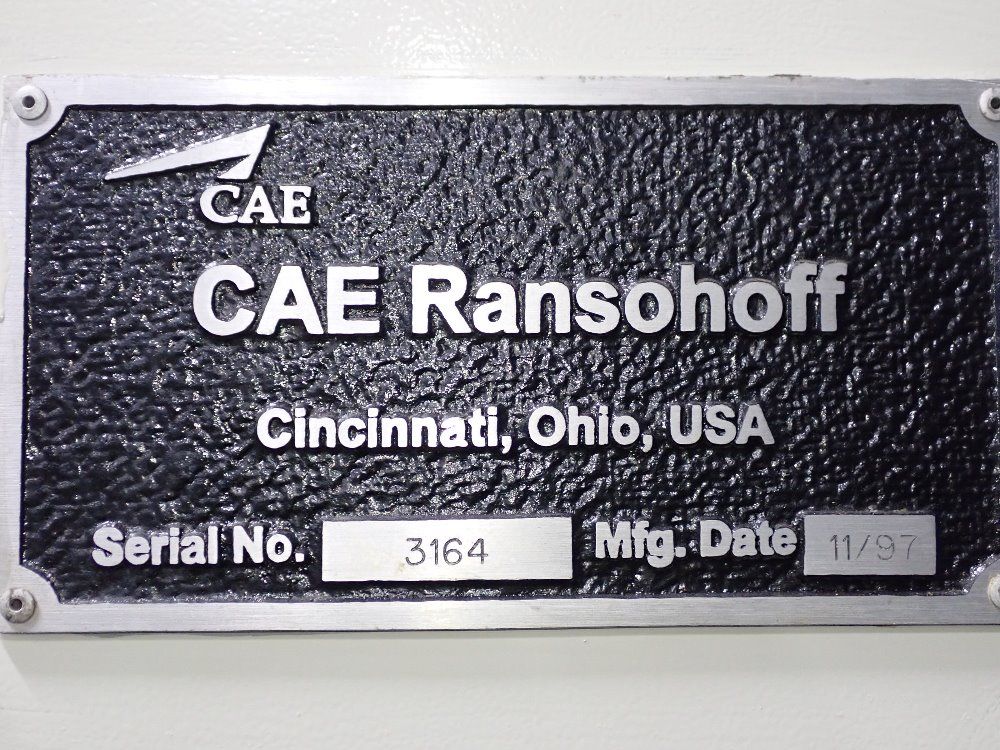 CAE
CAE Ransohoff
Cincinnati, Ohio, USA
Serial No. 3164 Mfg. Date 11/97